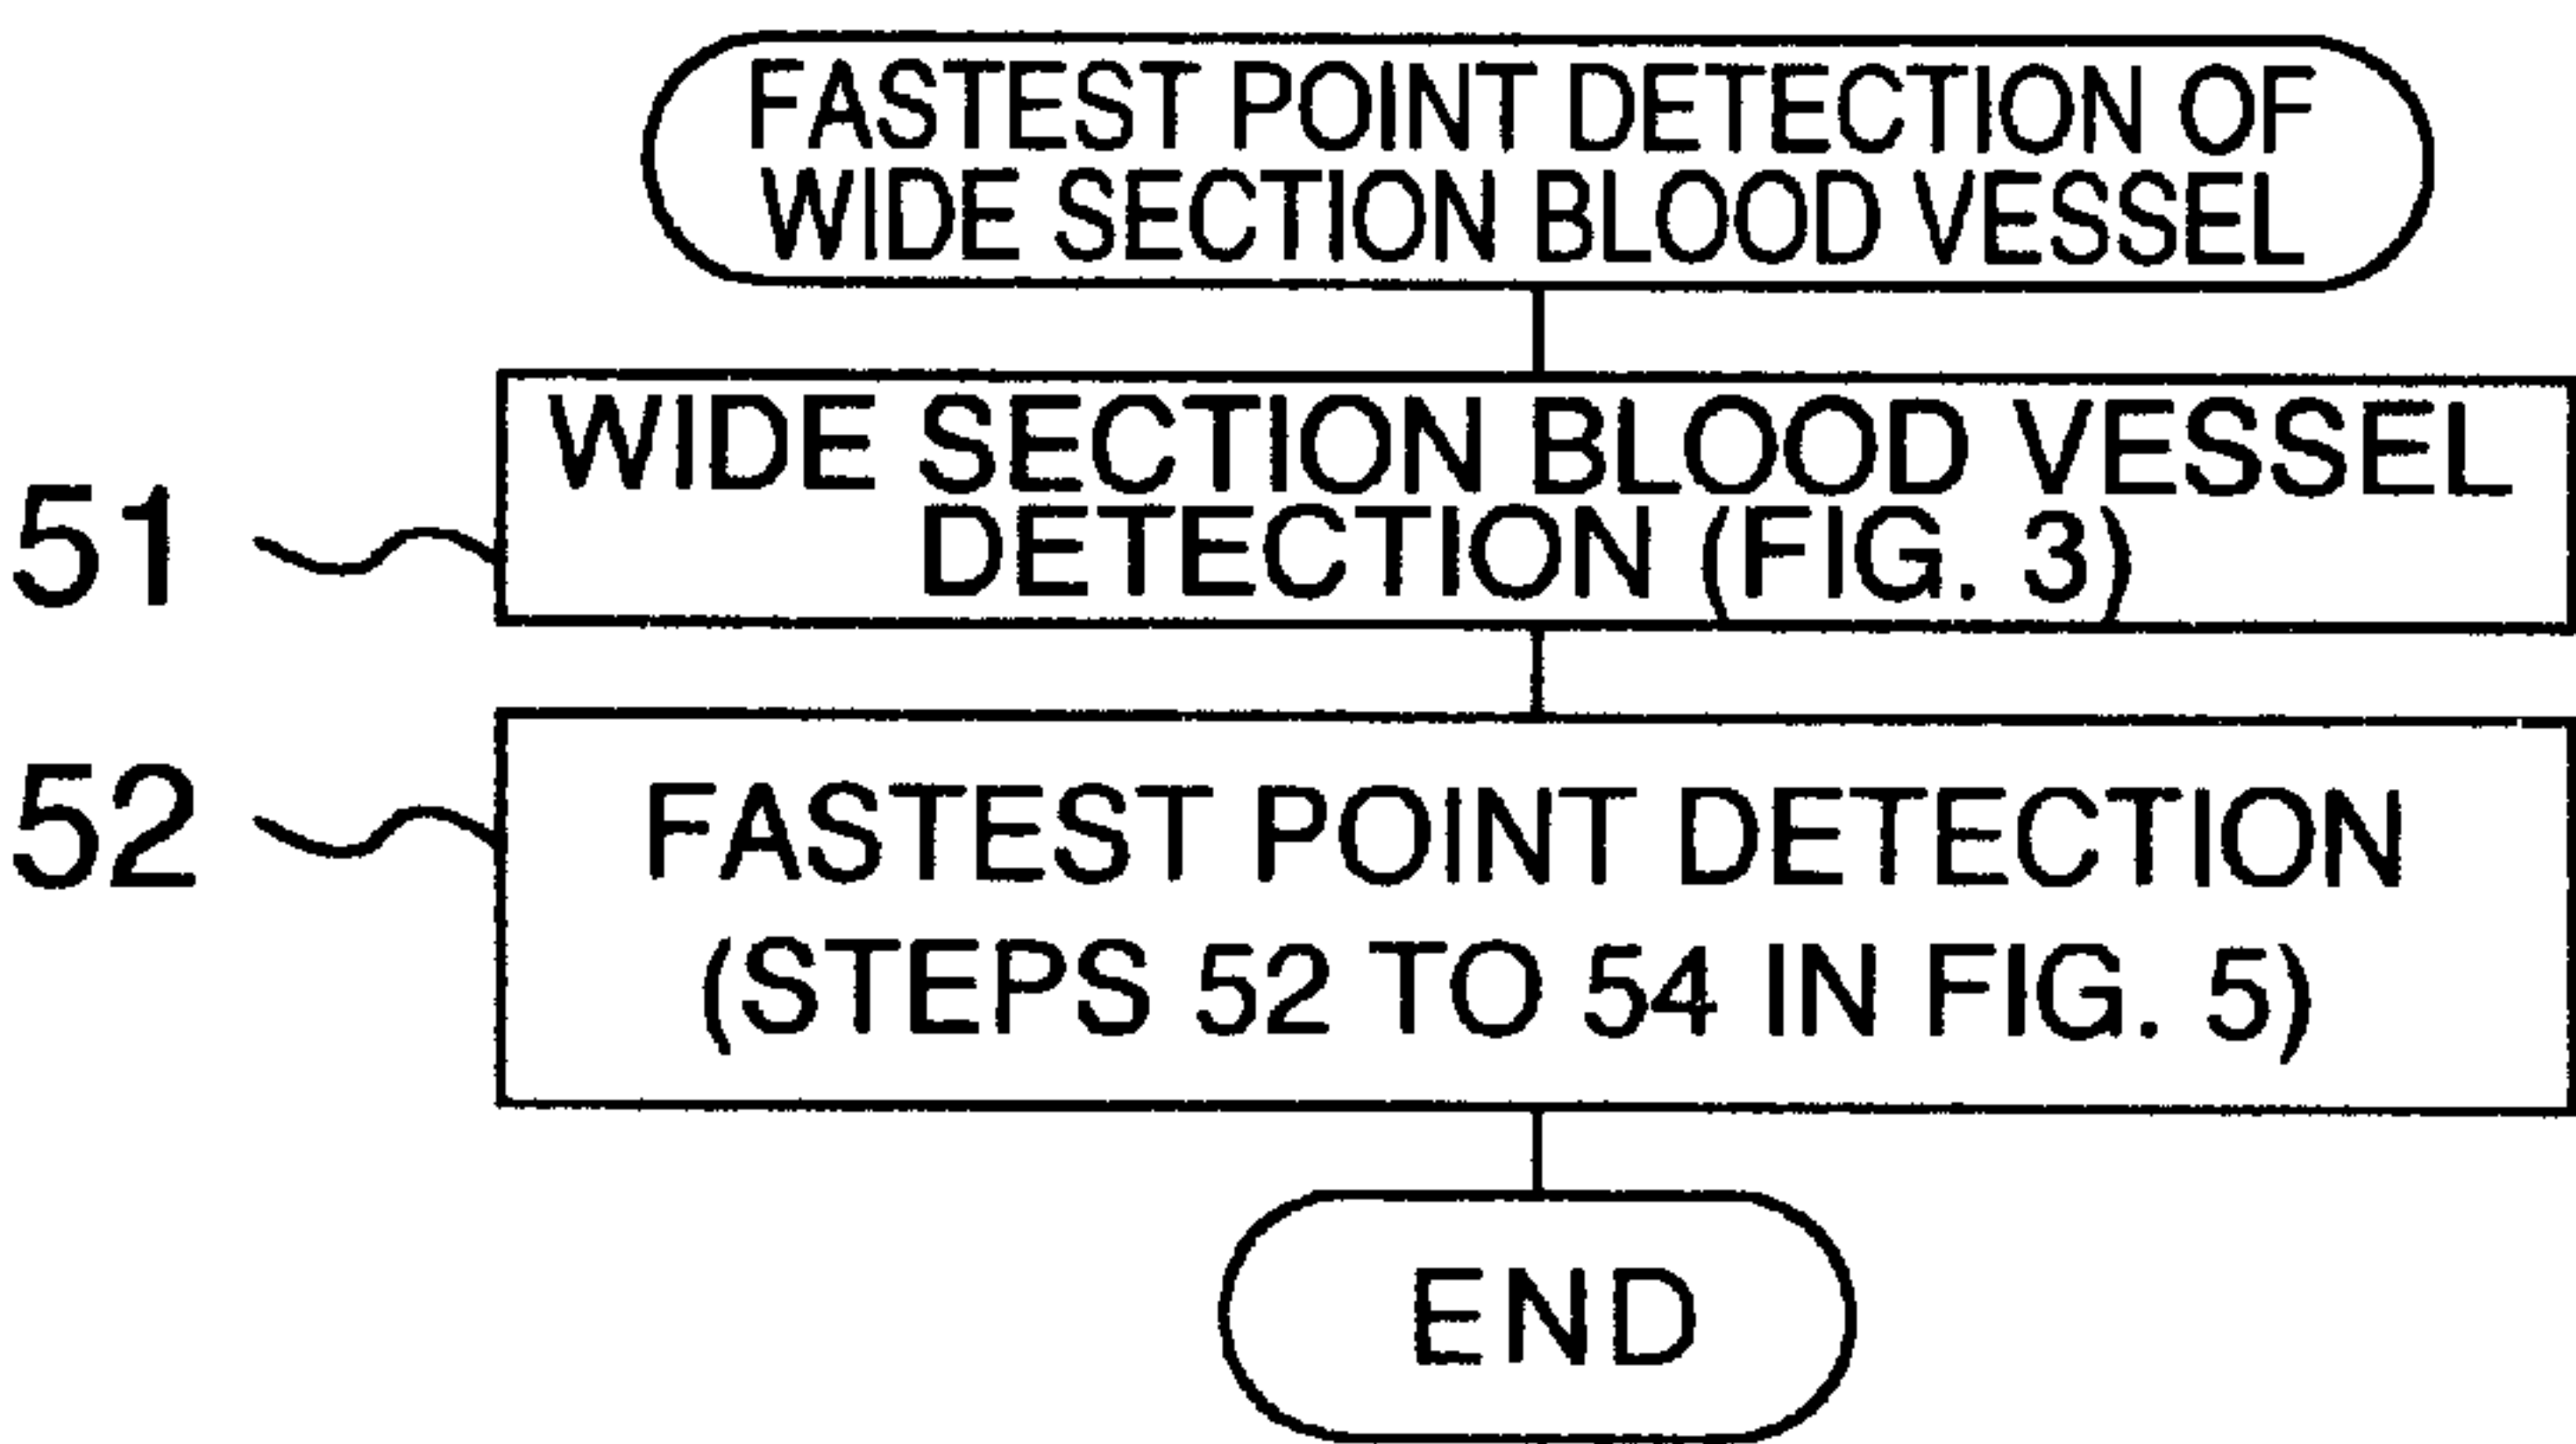 FASTEST POINT DETECTION OF
WIDE SECTION BLOOD VESSEL
51
WIDE SECTION BLOOD VESSEL
DETECTION (FIG. 3)
52
FASTEST POINT DETECTION
(STEPS 52 TO 54 IN FIG. 5)
END